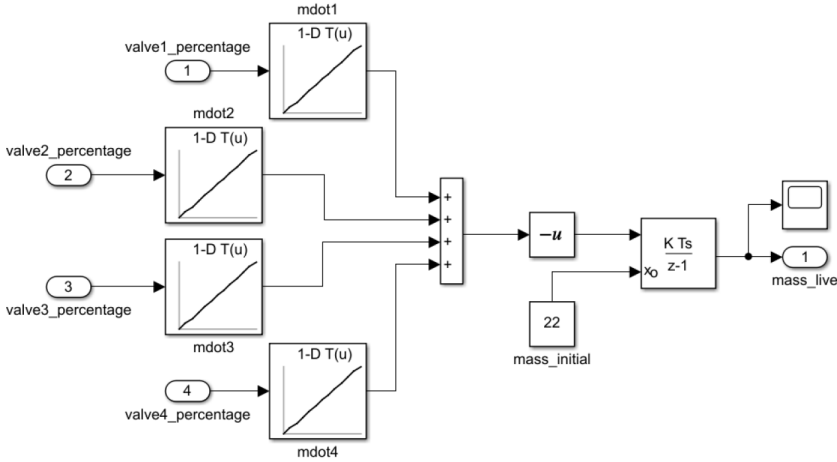 mdot1
1-D T(u)
valve1_percentage
1
mdot2
1-D T(u)
valve2_percentage
2
+
+
+
+
-u
K Ts
z-1
xo
1
mass_live
1-D T(u)
3
valve3_percentage
mdot3
22
mass_initial
1-D T(u)
4
valve4_percentage
mdot4